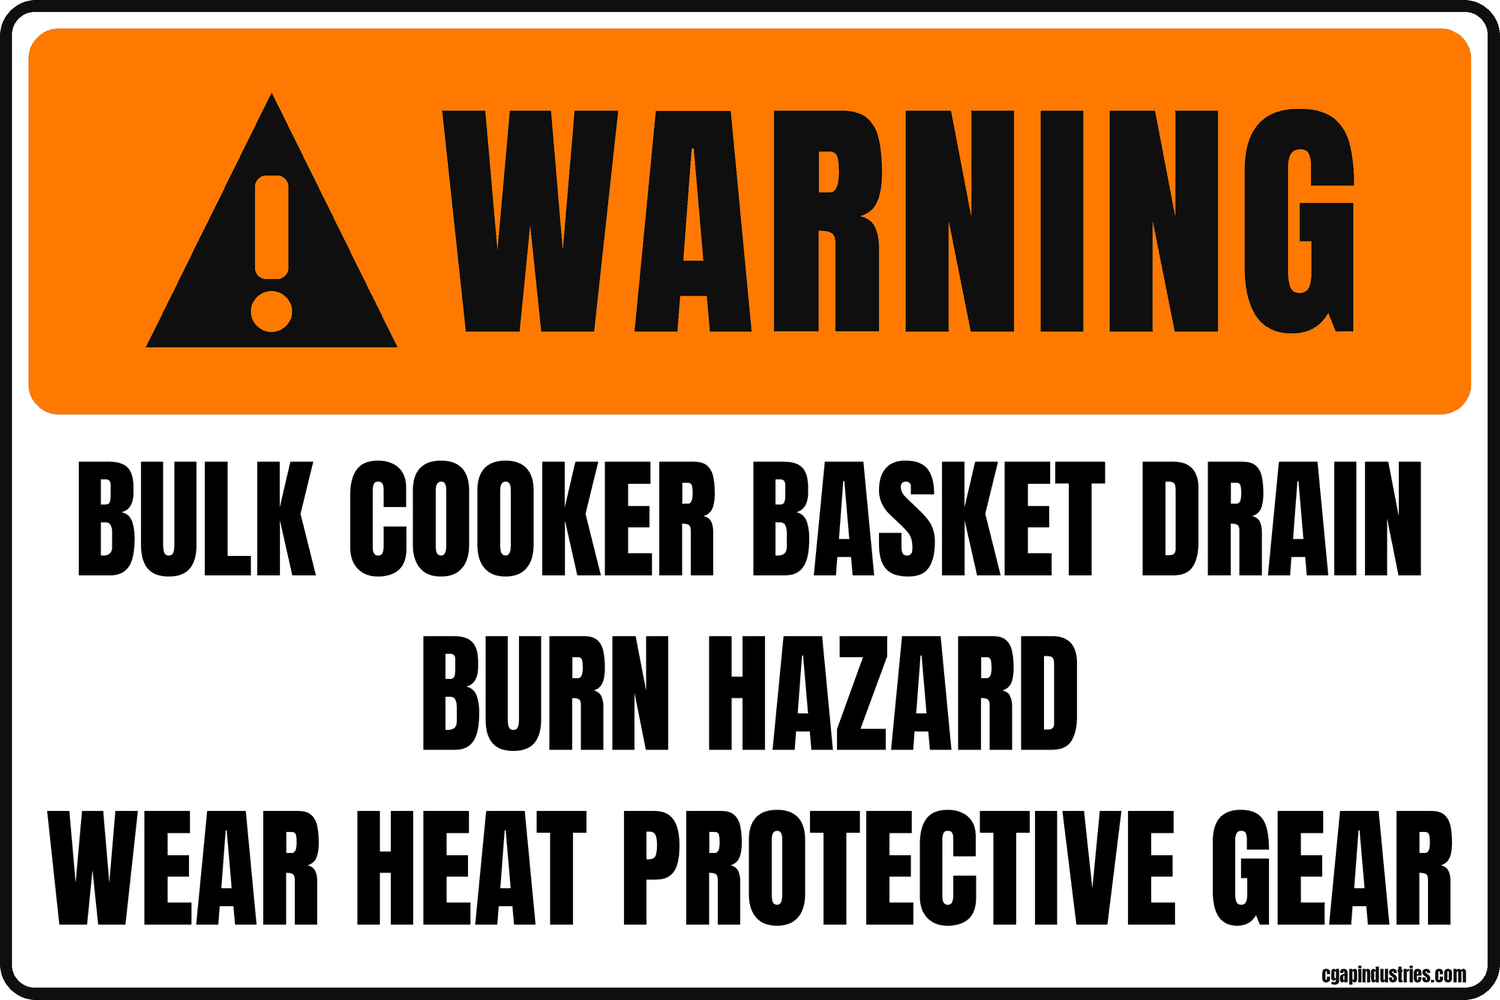 WARNING
BULK COOKER BASKET DRAIN
BURN HAZARD
WEAR HEAT PROTECTIVE GEAR
cgapindustries.com